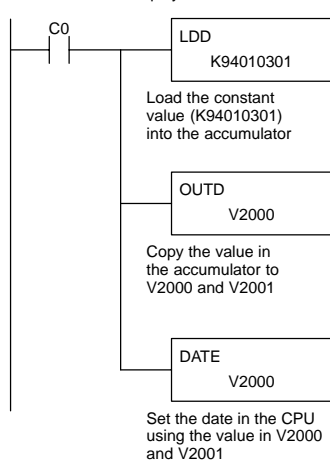 C0
LDD
K94010301
Load the constant
value (K94010301)
into the accumulator
OUTD
V2000
Copy the value in
the accumulator to
V2000 and V2001
DATE
V2000
Set the date in the CPU
using the value in V2000
and V2001